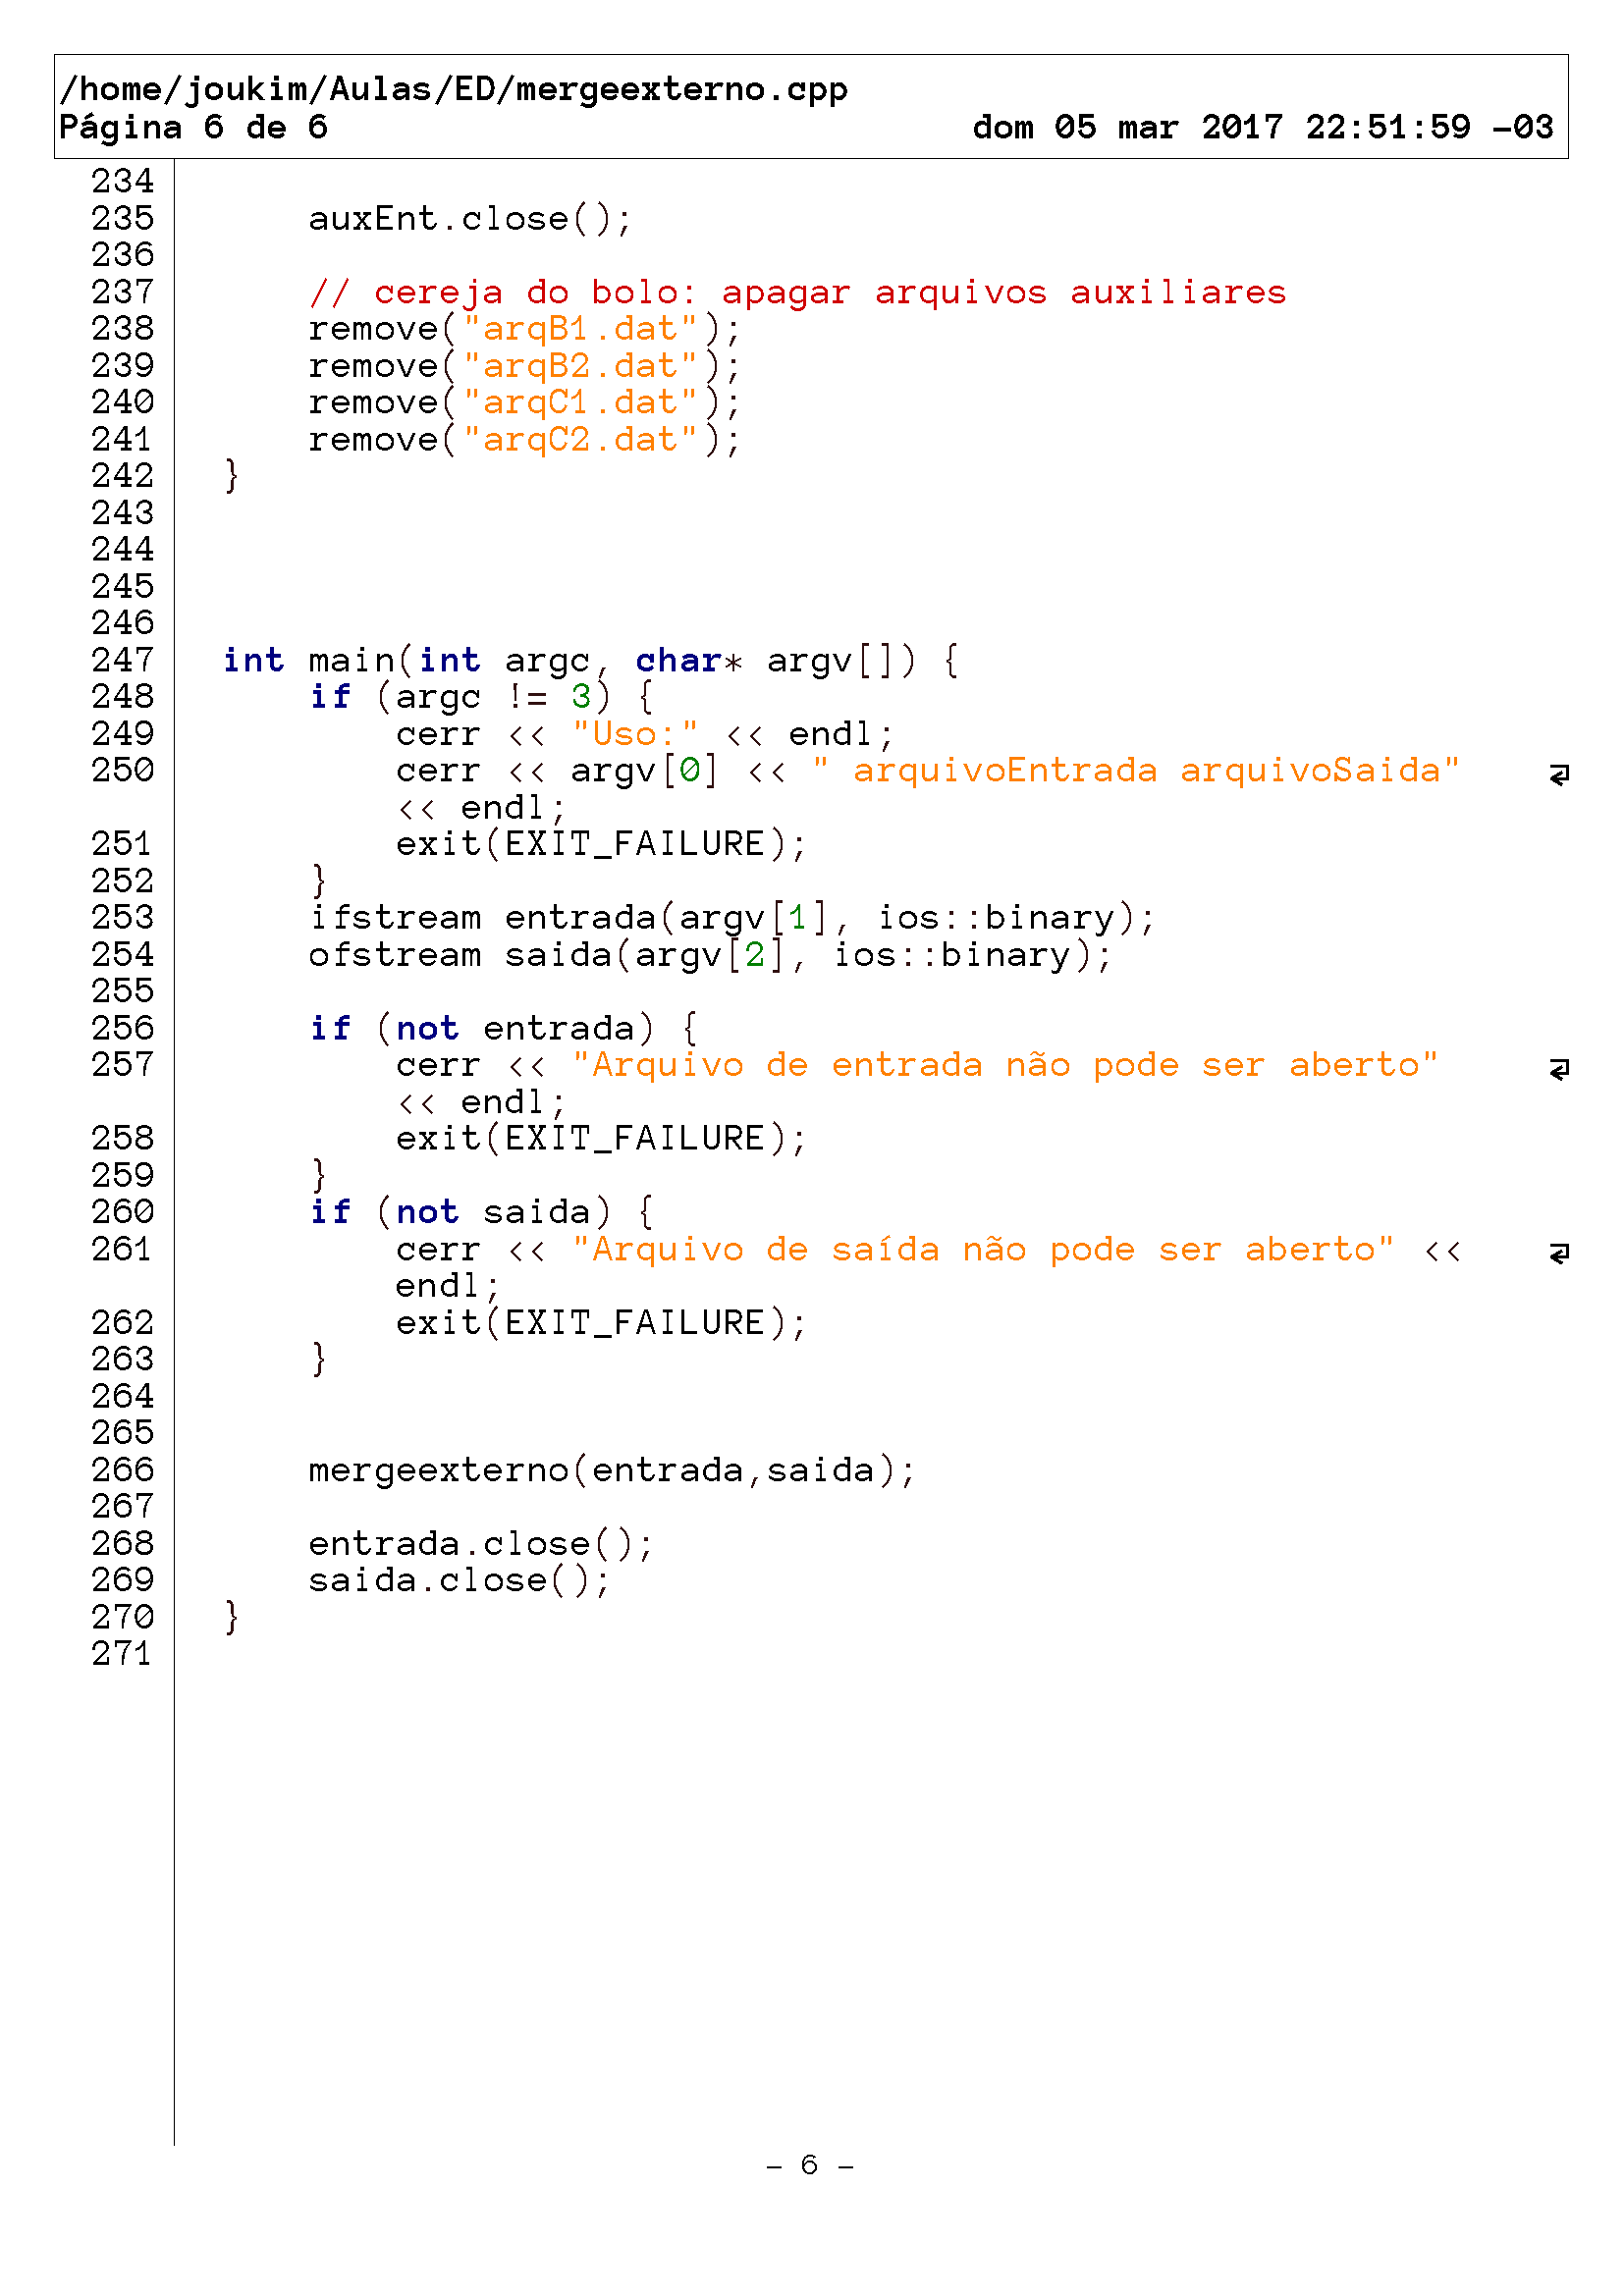 /home/joukim/Aulas/ED/mergeexterno.cpp
Página 6 de 6 dom 05 mar 2017 22:51:59 -03
234
235 auxEnt.close();
236
237 // cereja do bolo: apagar arquivos auxiliares
238 remove("arqB1.dat");
239 remove("arqB2.dat");
240 remove("arqC1.dat");
241 remove("arqC2.dat");
242 }
243
244
245
246
247 int main(int argc, char* argv[]) {
248 if (argc != 3) {
249 cerr << "Uso:" << endl;
250 cerr << argv[0] << " arquivoEntrada arquivoSaida"
<< endl;
251 exit(EXIT_FAILURE);
252 }
253 ifstream entrada(argv[1], ios::binary);
254 ofstream saida(argv[2], ios::binary);
255
256 if (not entrada) {
257 cerr << "Arquivo de entrada não pode ser aberto"
<< endl;
258 exit(EXIT_FAILURE);
259 }
260 if (not saida) {
261 cerr << "Arquivo de saída não pode ser aberto" <<
endl;
262 exit(EXIT_FAILURE);
263 }
264
265
266 mergeexterno(entrada,saida);
267
268 entrada.close();
269 saida.close();
270 }
271
- 6 -